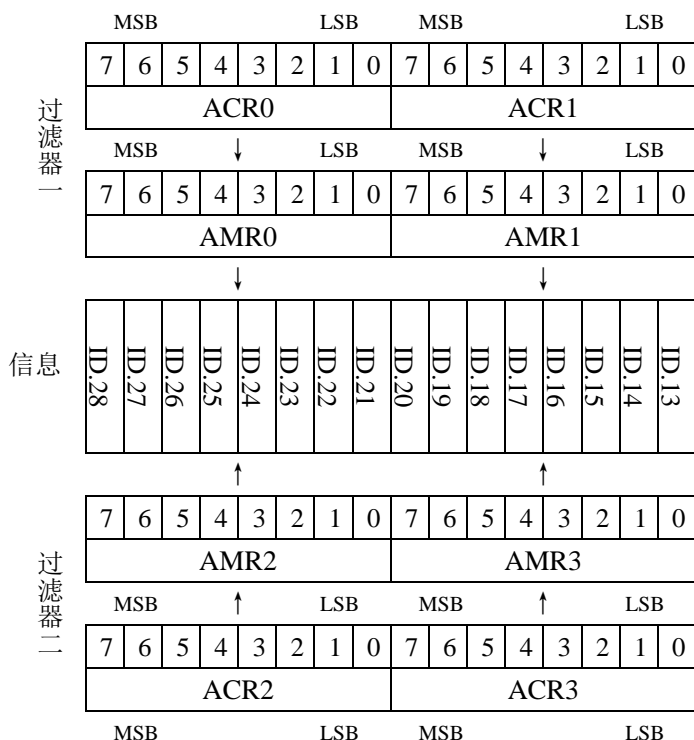 MSB LSB MSB LSB
7 6 5 4 3 2 1 0 7 6 5 4 3 2 1 0
ACR0 ACR1
过滤器一
MSB LSB MSB LSB
7 6 5 4 3 2 1 0 7 6 5 4 3 2 1 0
AMR0 AMR1
信息
ID.28 ID.27 ID.26 ID.25 ID.24 ID.23 ID.22 ID.21 ID.20 ID.19 ID.18 ID.17 ID.16 ID.15 ID.14 ID.13
7 6 5 4 3 2 1 0 7 6 5 4 3 2 1 0
AMR2 AMR3
过滤器二
MSB LSB MSB LSB
7 6 5 4 3 2 1 0 7 6 5 4 3 2 1 0
ACR2 ACR3
MSB LSB MSB LSB